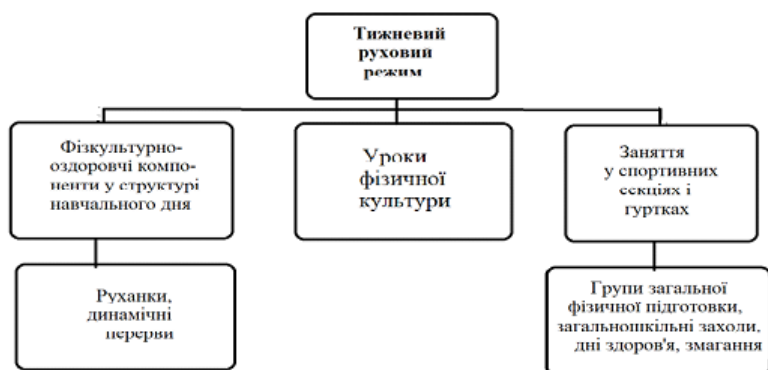 Тижневий
руховий
режим
Фізкультурно-
оздоровчі компо-
ненти у структурі
навчального дня
Уроки
фізичної
культури
Заняття
у спортивних
секціях і
гуртках
Руханки,
динамічні
перерви
Групи загальної
фізичної підготовки,
загальношкільні заходи,
дні здоров'я, змагання